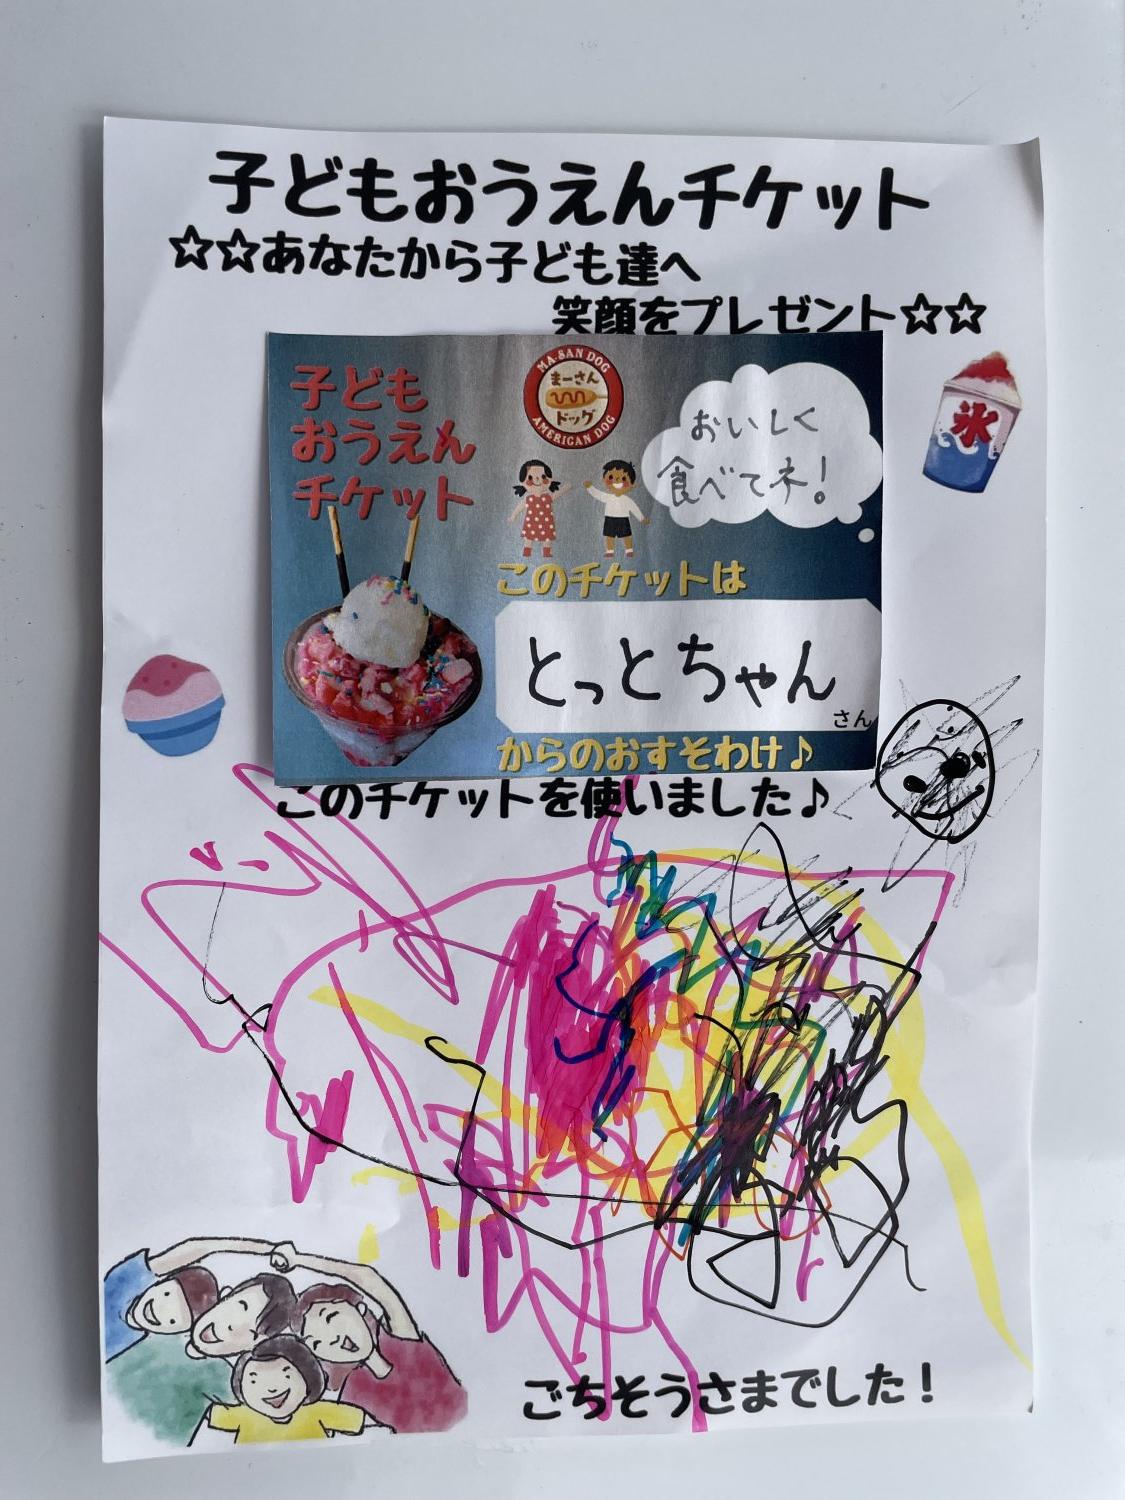 子どもおうえんチケット
☆☆あなたから子ども達へ
笑顔をプレゼント☆☆
子ども
おうえん
チケット
MA-SAN DOG
まーさん
ドッグ
AMERICAN DOG
おいしく
食べてネ!
氷
このチケットは
とっとちゃん
さん
からのおすそわけ♪
このチケットを使いました♪
ごちそうさまでした!